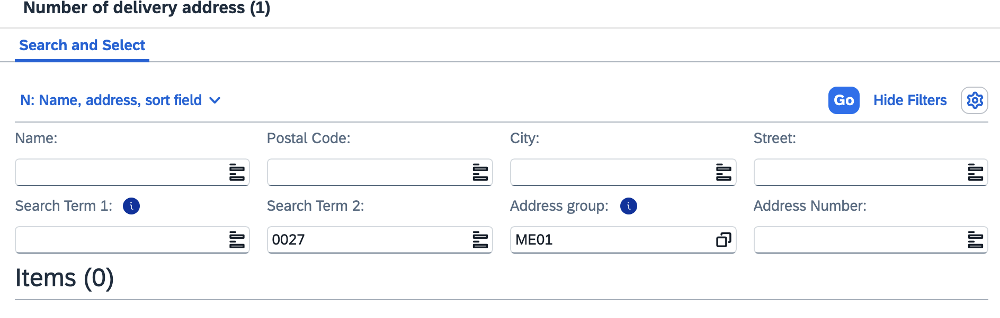 Number of delivery address (1)
Search and Select
N: Name, address, sort field
Go Hide Filters
Name: Postal Code: City: Street:
Search Term 1: i Search Term 2: Address group: i Address Number:
0027 ME01
Items (0)